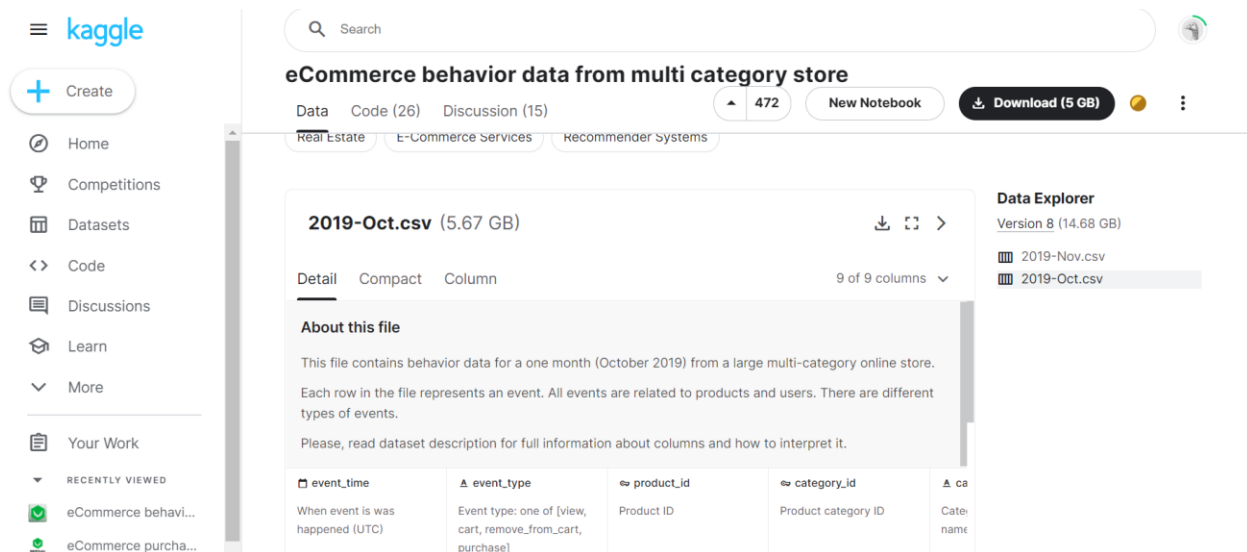 kaggle
Search
eCommerce behavior data from multi category store
Create
Data Code (26) Discussion (15)
472
New Notebook
Download (5 GB)
Home
Real Estate E-Commerce Services Recommender Systems
Competitions
Datasets
Code
Discussions
Learn
More
Your Work
RECENTLY VIEWED
eCommerce behavi...
eCommerce purcha...
2019-Oct.csv (5.67 GB)
Detail Compact Column
9 of 9 columns
About this file
This file contains behavior data for a one month (October 2019) from a large multi-category online store.
Each row in the file represents an event. All events are related to products and users. There are different
types of events.
Please, read dataset description for full information about columns and how to interpret it.
event_time
When event is was
happened (UTC)
event_type
Event type: one of [view,
cart, remove_from_cart,
purchase]
product_id
Product ID
category_id
Product category ID
Data Explorer
Version 8 (14.68 GB)
2019-Nov.csv
2019-Oct.csv